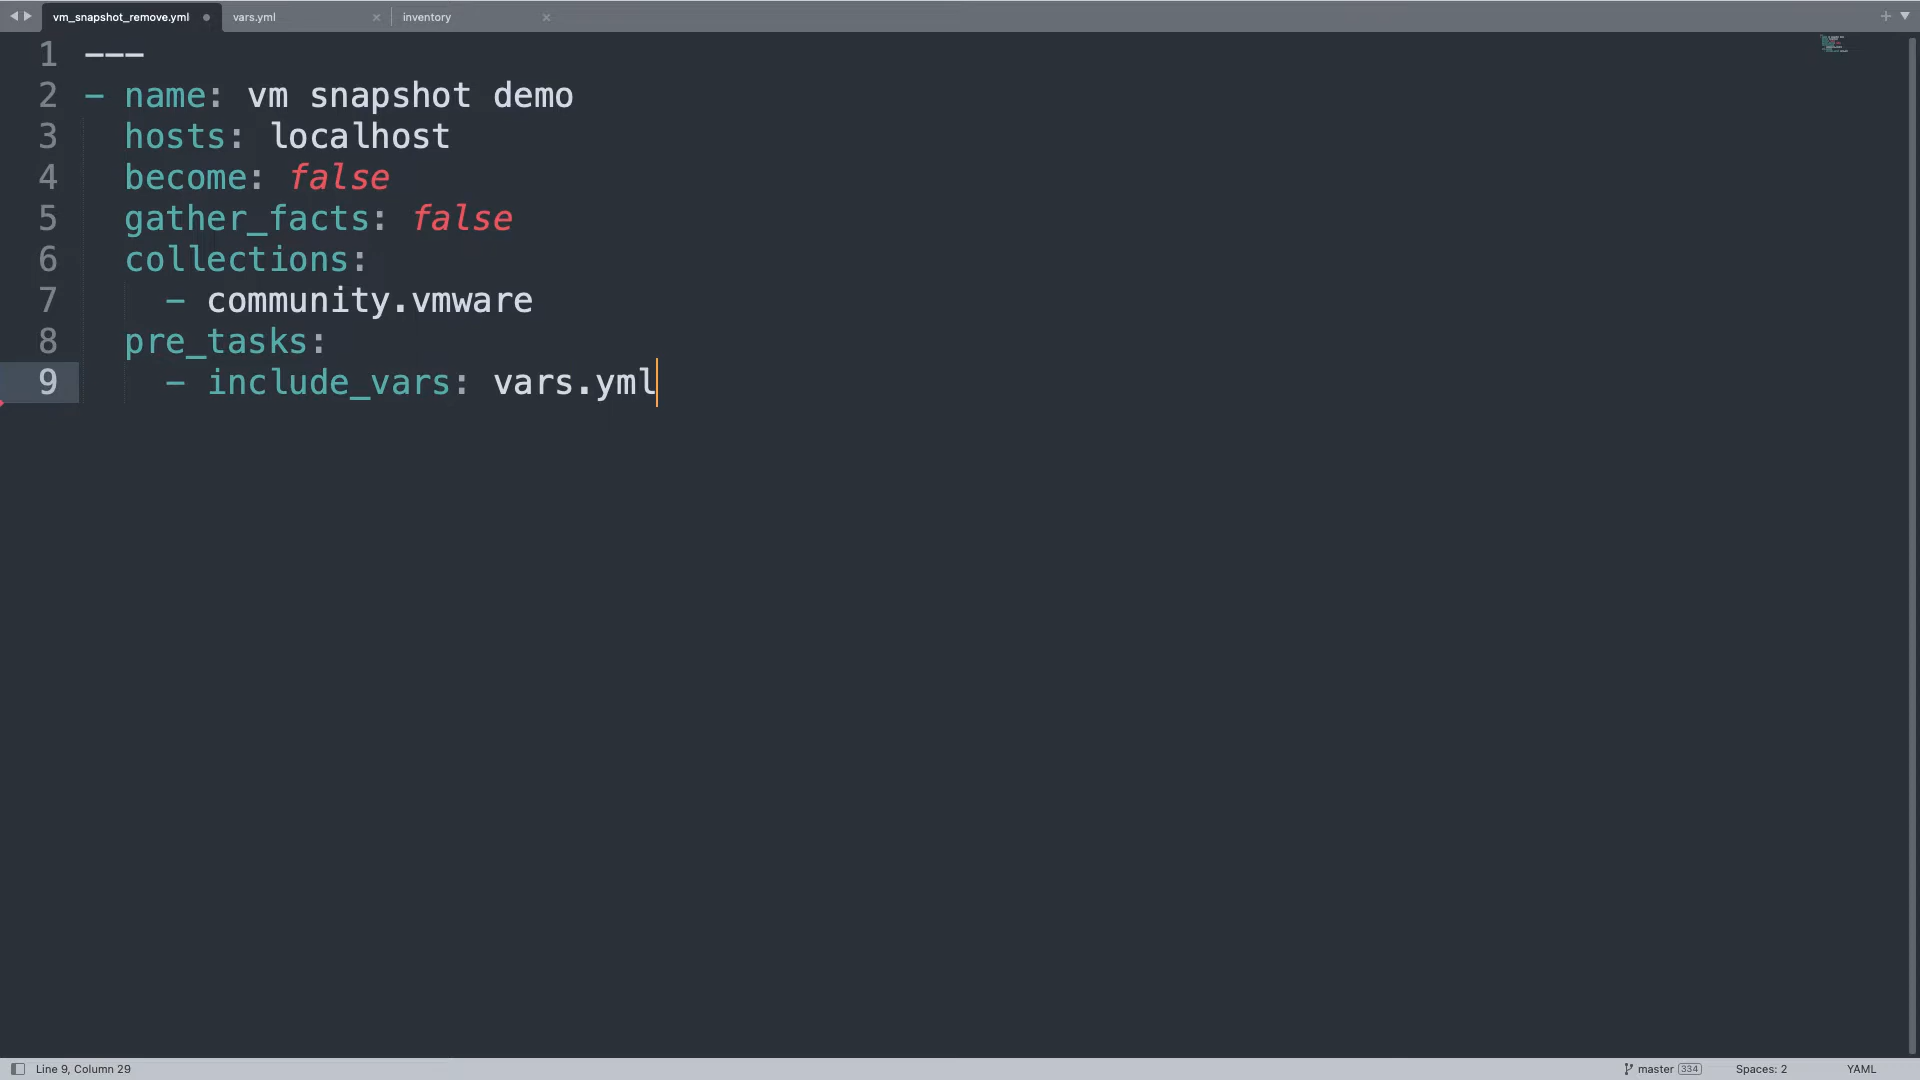 vm_snapshot_remove.yml vars.yml inventory
1 ---
2 - name: vm snapshot demo
3 hosts: localhost
4 become: false
5 gather_facts: false
6 collections:
7 - community.vmware
8 pre_tasks:
9 - include_vars: vars.yml
Line 9, Column 29 master 334 Spaces: 2 YAML